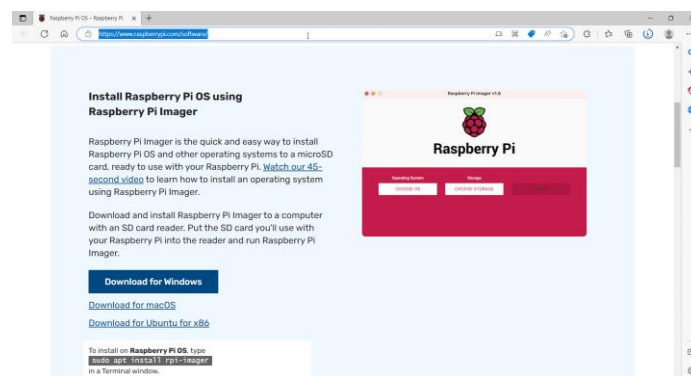 Raspberry Pi OS - Raspberry Pi
https://www.raspberrypi.com/software/
Install Raspberry Pi OS using
Raspberry Pi Imager
Raspberry Pi Imager is the quick and easy way to install
Raspberry Pi OS and other operating systems to a microSD
card, ready to use with your Raspberry Pi. Watch our 45-
second video to learn how to install an operating system
using Raspberry Pi Imager.
Download and install Raspberry Pi Imager to a computer
with an SD card reader. Put the SD card you'll use with
your Raspberry Pi into the reader and run Raspberry Pi
Imager.
Download for Windows
Download for macOS
Download for Ubuntu for x86
To install on Raspberry Pi OS, type
sudo apt install rpi-imager
in a Terminal window.
Raspberry Pi Imager v1.6
Raspberry Pi
Operating System
Storage
CHOOSE OS
CHOOSE STORAGE